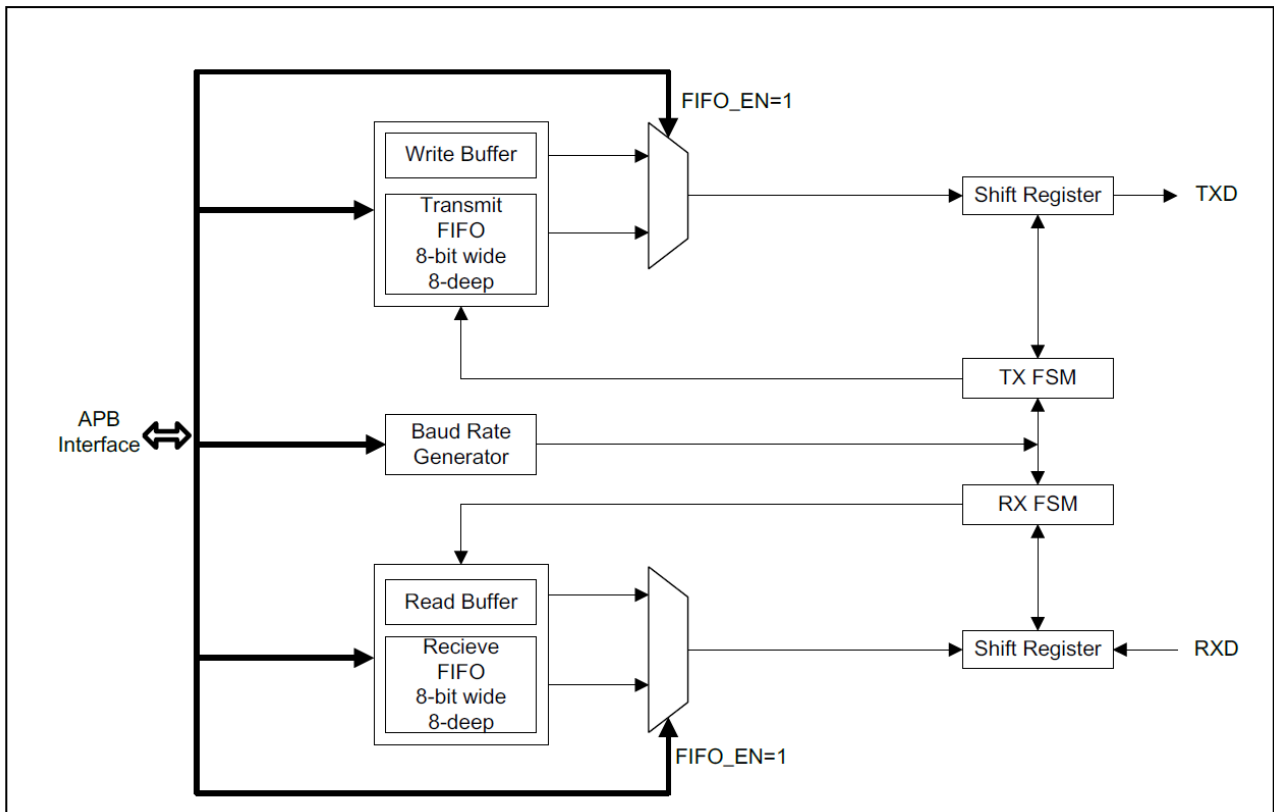 FIFO_EN=1
Write Buffer
Transmit
FIFO
8-bit wide
8-deep
Shift Register
TXD
TX FSM
APB
Interface
Baud Rate
Generator
RX FSM
Read Buffer
Recieve
FIFO
8-bit wide
8-deep
Shift Register
RXD
FIFO_EN=1